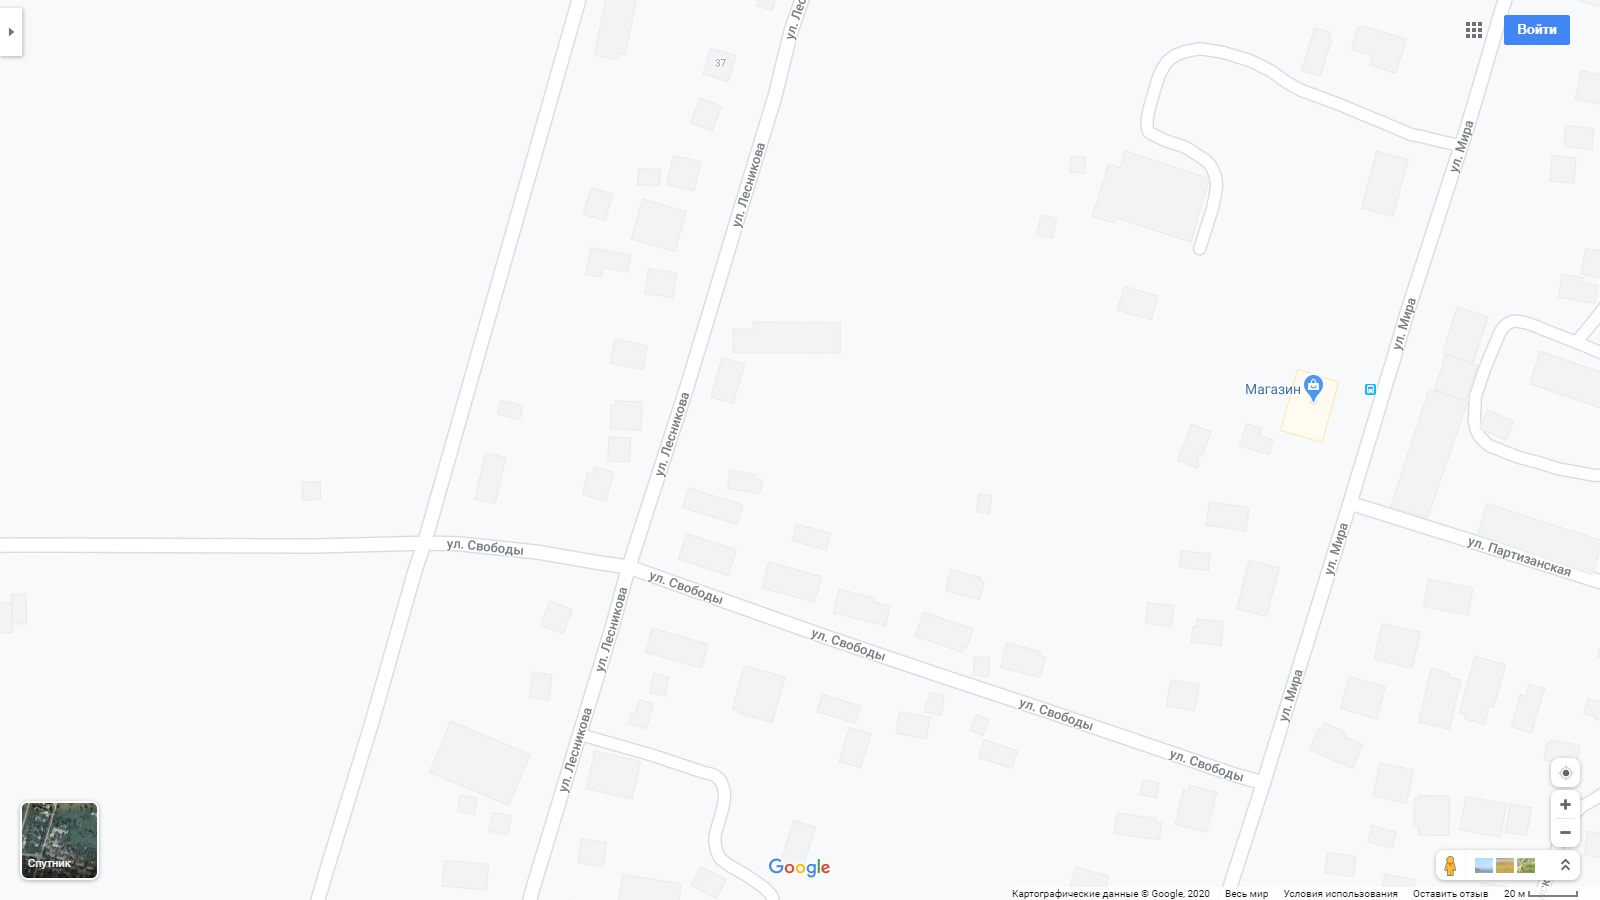 ул. Лес
Войти
37
ул. Мира
ул. Лесникова
ул. Мира
Магазин
ул. Лесникова
ул. Свободы
ул. Мира
ул. Партизанская
ул. Свободы
ул. Лесникова
ул. Свободы
ул. Мира
ул. Свободы
ул. Лесникова
ул. Свободы
Спутник
Google
Картографические данные © Google, 2020 Весь мир Условия использования Оставить отзыв 20 м